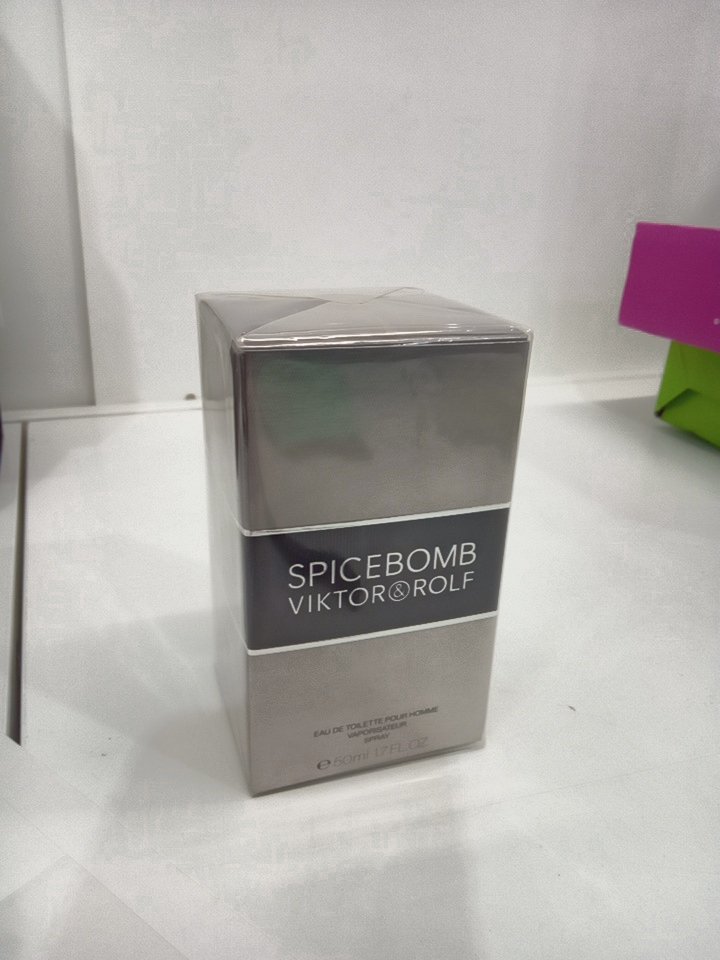 SPICEBOMB
VIKTOR&ROLF
EAU DE TOILETTE POUR HOMME
VAPORISATEUR
SPRAY
℮ 50ml 1.7 FL.OZ